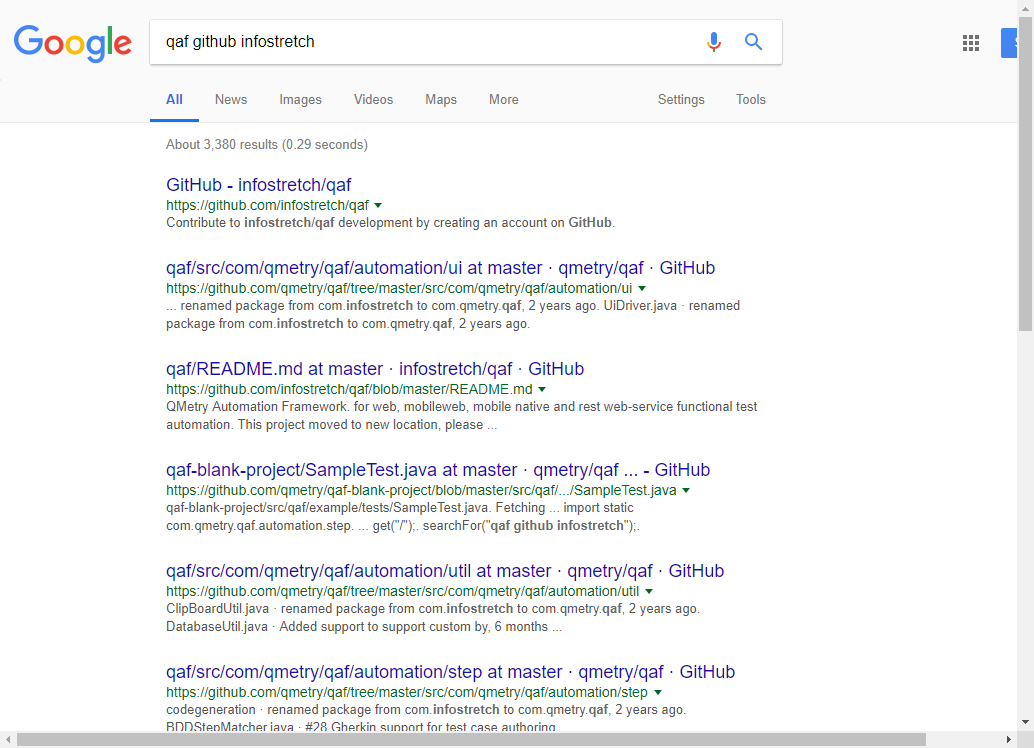 Google
qaf github infostretch
All News Images Videos Maps More Settings Tools
About 3,380 results (0.29 seconds)
GitHub - infostretch/qaf
https://github.com/infostretch/qaf
Contribute to infostretch/qaf development by creating an account on GitHub.
qaf/src/com/qmetry/qaf/automation/ui at master · qmetry/qaf · GitHub
https://github.com/qmetry/qaf/tree/master/src/com/qmetry/qaf/automation/ui
... renamed package from com.infostretch to com.qmetry.qaf, 2 years ago. UiDriver.java · renamed
package from com.infostretch to com.qmetry.qaf, 2 years ago.
qaf/README.md at master · infostretch/qaf · GitHub
https://github.com/infostretch/qaf/blob/master/README.md
QMetry Automation Framework. for web, mobileweb, mobile native and rest web-service functional test
automation. This project moved to new location, please ...
qaf-blank-project/SampleTest.java at master · qmetry/qaf ... - GitHub
https://github.com/qmetry/qaf-blank-project/blob/master/src/qaf/.../SampleTest.java
qaf-blank-project/src/qaf/example/tests/SampleTest.java. Fetching ... import static
com.qmetry.qaf.automation.step. ... get("/");. searchFor("qaf github infostretch");.
qaf/src/com/qmetry/qaf/automation/util at master · qmetry/qaf · GitHub
https://github.com/qmetry/qaf/tree/master/src/com/qmetry/qaf/automation/util
ClipBoardUtil.java · renamed package from com.infostretch to com.qmetry.qaf, 2 years ago.
DatabaseUtil.java · Added support to support custom by, 6 months ...
qaf/src/com/qmetry/qaf/automation/step at master · qmetry/qaf · GitHub
https://github.com/qmetry/qaf/tree/master/src/com/qmetry/qaf/automation/step
codegeneration · renamed package from com.infostretch to com.qmetry.qaf, 2 years ago.
BDDStepMatcher.java · #28 Gherkin support for test case authoring